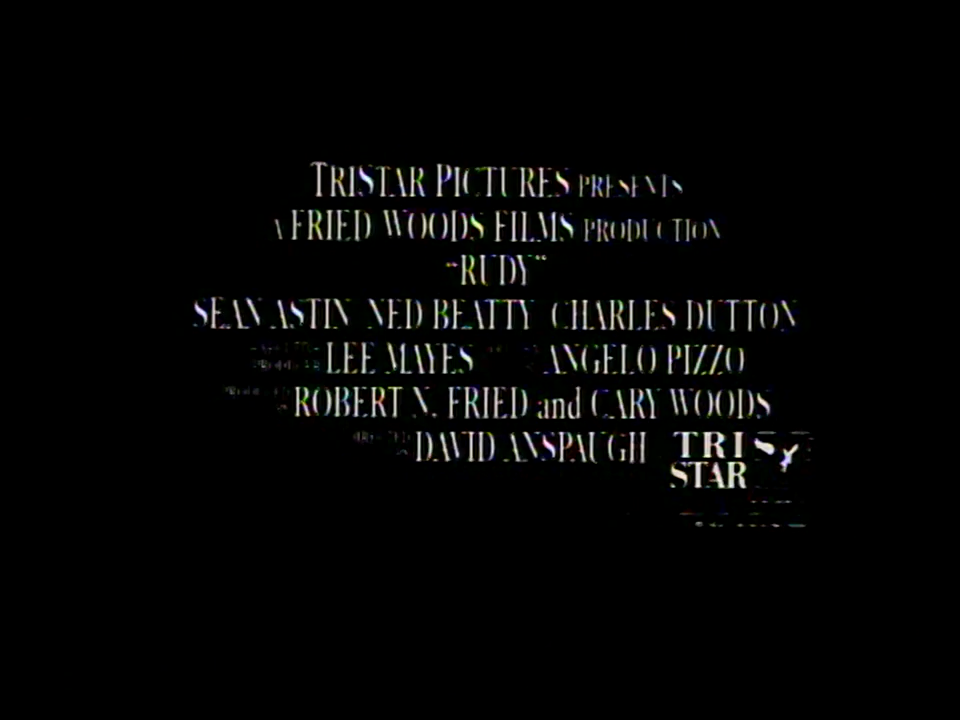 TRISTAR PICTURES PRESENTS
A FRIED WOODS FILMS PRODUCTION
"RUDY"
SEAN ASTIN NED BEATTY CHARLES DUTTON
LEE MAYES ANGELO PIZZO
ROBERT N. FRIED and CARY WOODS
DAVID ANSPAUGH
TRI
STAR